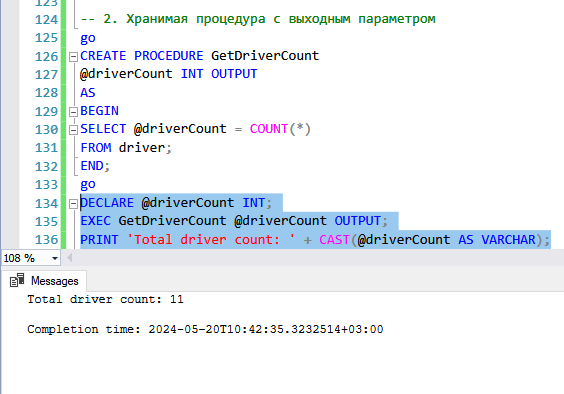 123
124 -- 2. Хранимая процедура с выходным параметром
125 go
126 CREATE PROCEDURE GetDriverCount
127 @driverCount INT OUTPUT
128 AS
129 BEGIN
130 SELECT @driverCount = COUNT(*)
131 FROM driver;
132 END;
133 go
134 DECLARE @driverCount INT;
135 EXEC GetDriverCount @driverCount OUTPUT;
136 PRINT 'Total driver count: ' + CAST(@driverCount AS VARCHAR);
108 %
Messages
Total driver count: 11
Completion time: 2024-05-20T10:42:35.3232514+03:00